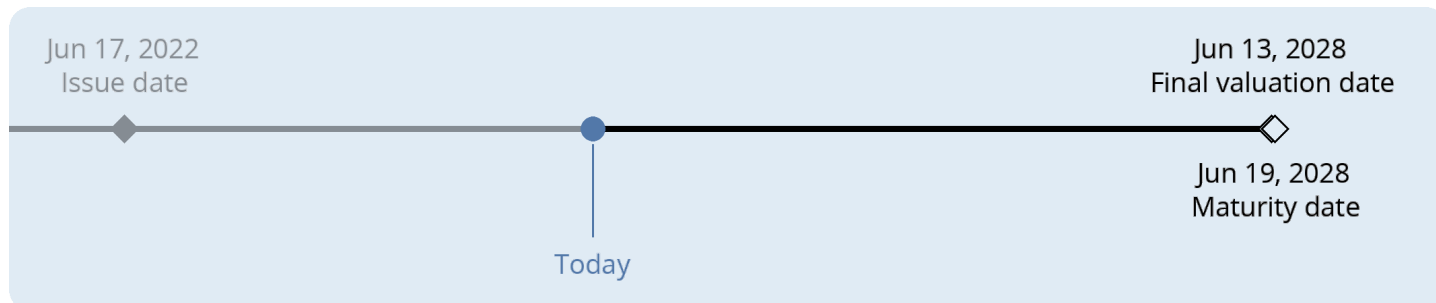 Jun 17, 2022
Issue date
Jun 13, 2028
Final valuation date
Jun 19, 2028
Maturity date
Today